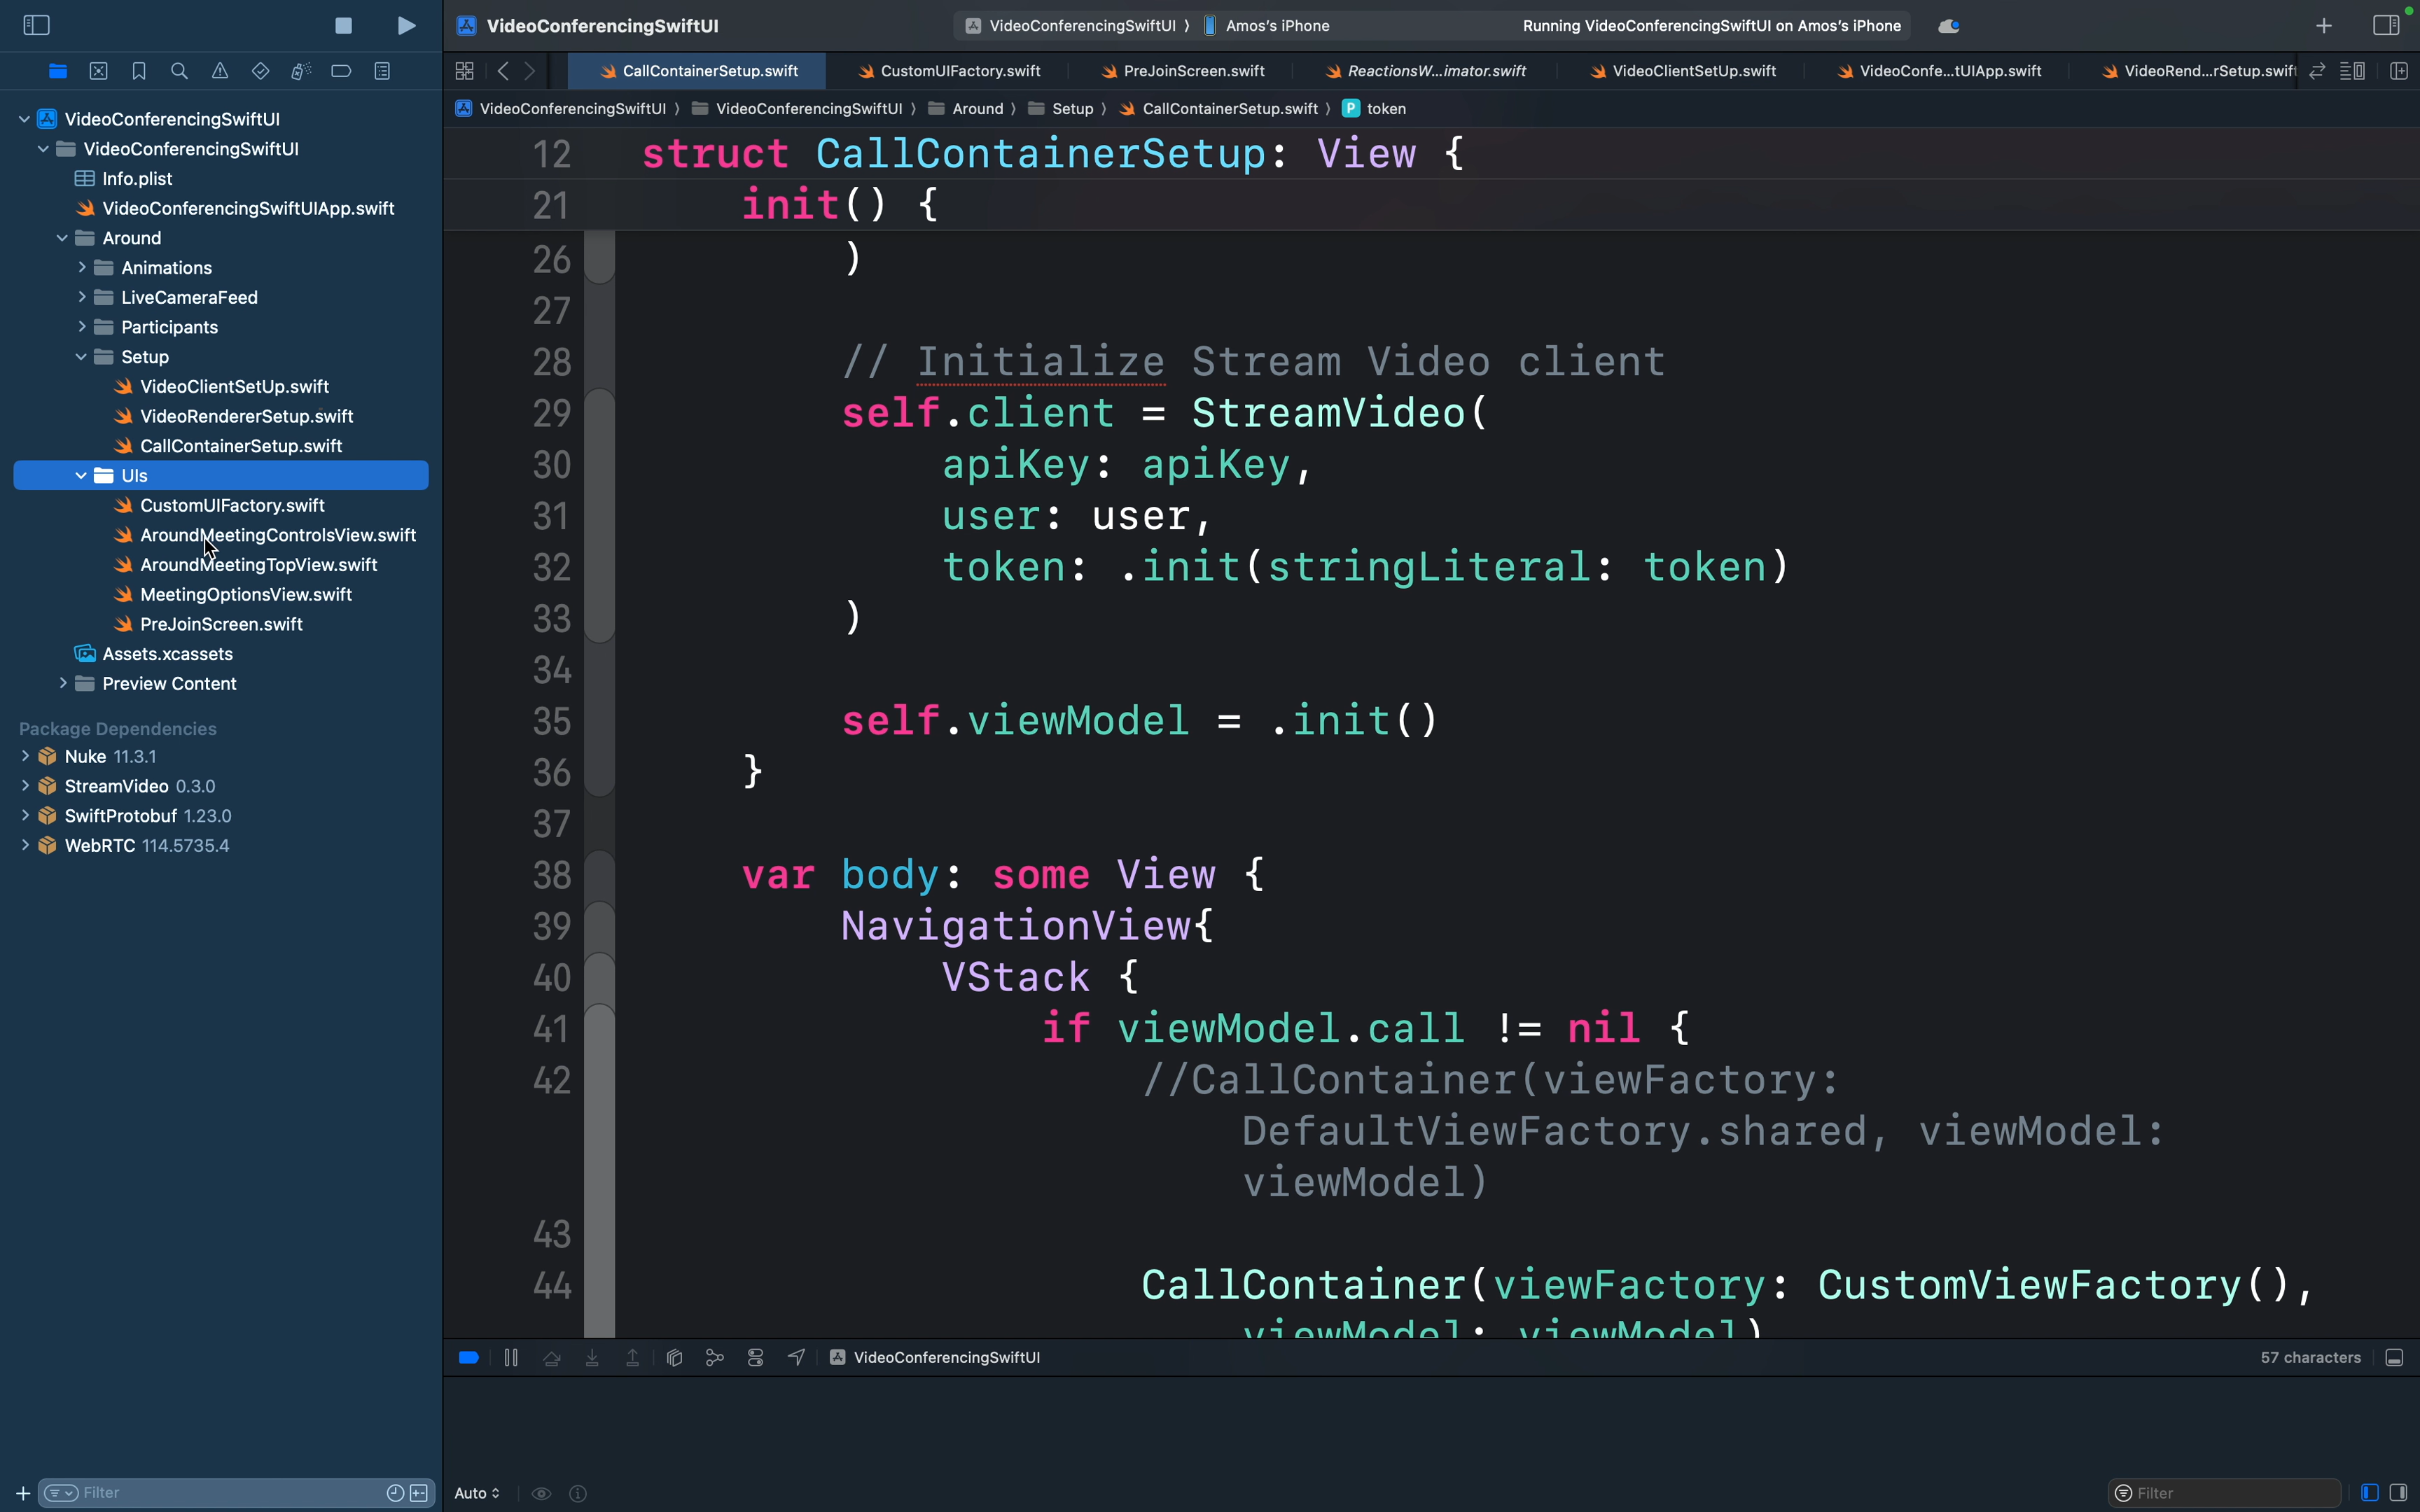 VideoConferencingSwiftUI
VideoConferencingSwiftUI 〉 Amos's iPhone
Running VideoConferencingSwiftUI on Amos's iPhone
CallContainerSetup.swift
CustomUIFactory.swift
PreJoinScreen.swift
ReactionsW...imator.swift
VideoClientSetUp.swift
VideoConfe...tUIApp.swift
VideoRend...rSetup.swift
VideoConferencingSwiftUI 〉 VideoConferencingSwiftUI 〉 Around 〉 Setup 〉 CallContainerSetup.swift 〉 P token
VideoConferencingSwiftUI
VideoConferencingSwiftUI
Info.plist
VideoConferencingSwiftUIApp.swift
Around
Animations
LiveCameraFeed
Participants
Setup
VideoClientSetUp.swift
VideoRendererSetup.swift
CallContainerSetup.swift
UIs
CustomUIFactory.swift
AroundMeetingControlsView.swift
AroundMeetingTopView.swift
MeetingOptionsView.swift
PreJoinScreen.swift
Assets.xcassets
Preview Content
Package Dependencies
Nuke 11.3.1
StreamVideo 0.3.0
SwiftProtobuf 1.23.0
WebRTC 114.5735.4
Filter
12 struct CallContainerSetup: View {
21 init() {
26 )
27
28 // Initialize Stream Video client
29 self.client = StreamVideo(
30 apiKey: apiKey,
31 user: user,
32 token: .init(stringLiteral: token)
33 )
34
35 self.viewModel = .init()
36 }
37
38 var body: some View {
39 NavigationView{
40 VStack {
41 if viewModel.call != nil {
42 //CallContainer(viewFactory:
DefaultViewFactory.shared, viewModel:
viewModel)
43
44 CallContainer(viewFactory: CustomViewFactory(),
viewModel: viewModel)
VideoConferencingSwiftUI
57 characters
Auto
Filter